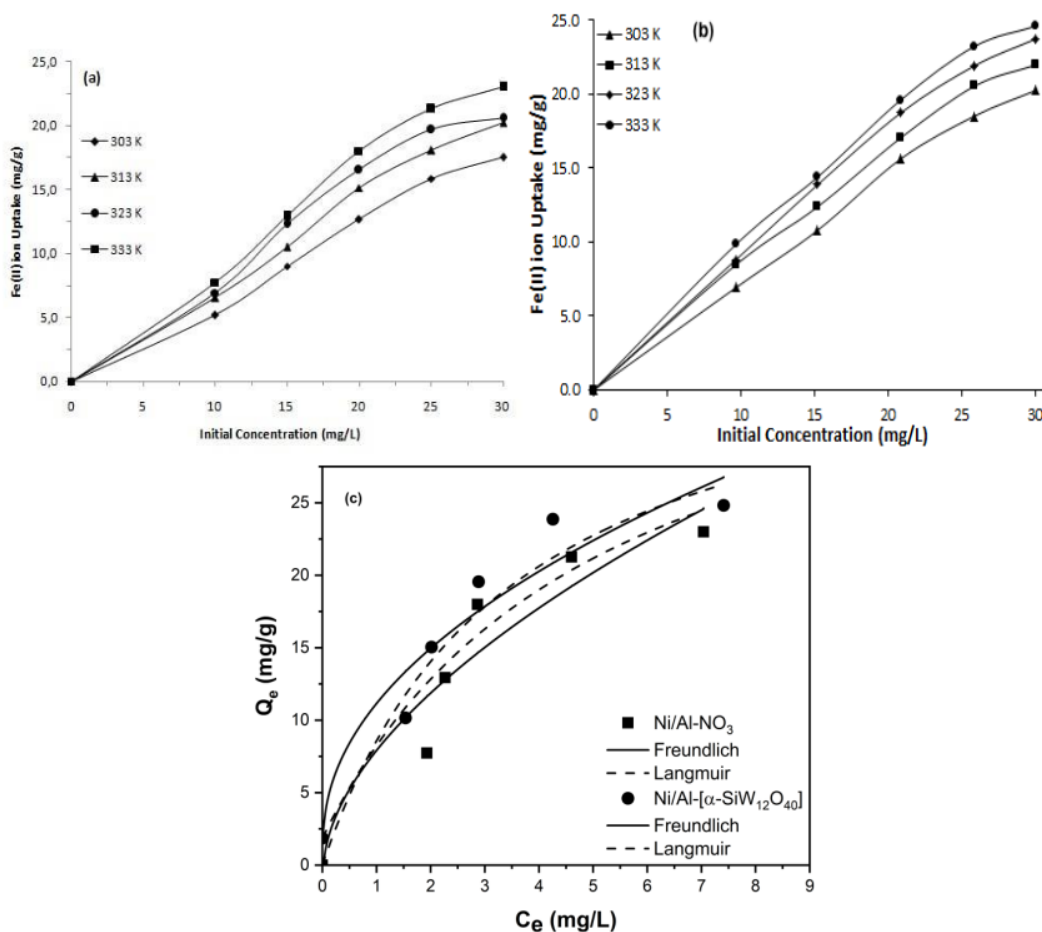 (a)
Fe(II) ion Uptake (mg/g)
25,0
20,0
15,0
10,0
5,0
0,0
303 K
313 K
323 K
333 K
0 5 10 15 20 25 30
Initial Concentration (mg/L)
(b)
Fe(II) ion Uptake (mg/g)
25.0
20.0
15.0
10.0
5.0
0.0
303 K
313 K
323 K
333 K
0 5 10 15 20 25 30
Initial Concentration (mg/L)
(c)
Qe (mg/g)
25
20
15
10
5
0
Ni/Al-NO3
Freundlich
Langmuir
Ni/Al-[α-SiW12O40]
Freundlich
Langmuir
0 1 2 3 4 5 6 7 8 9
Ce (mg/L)